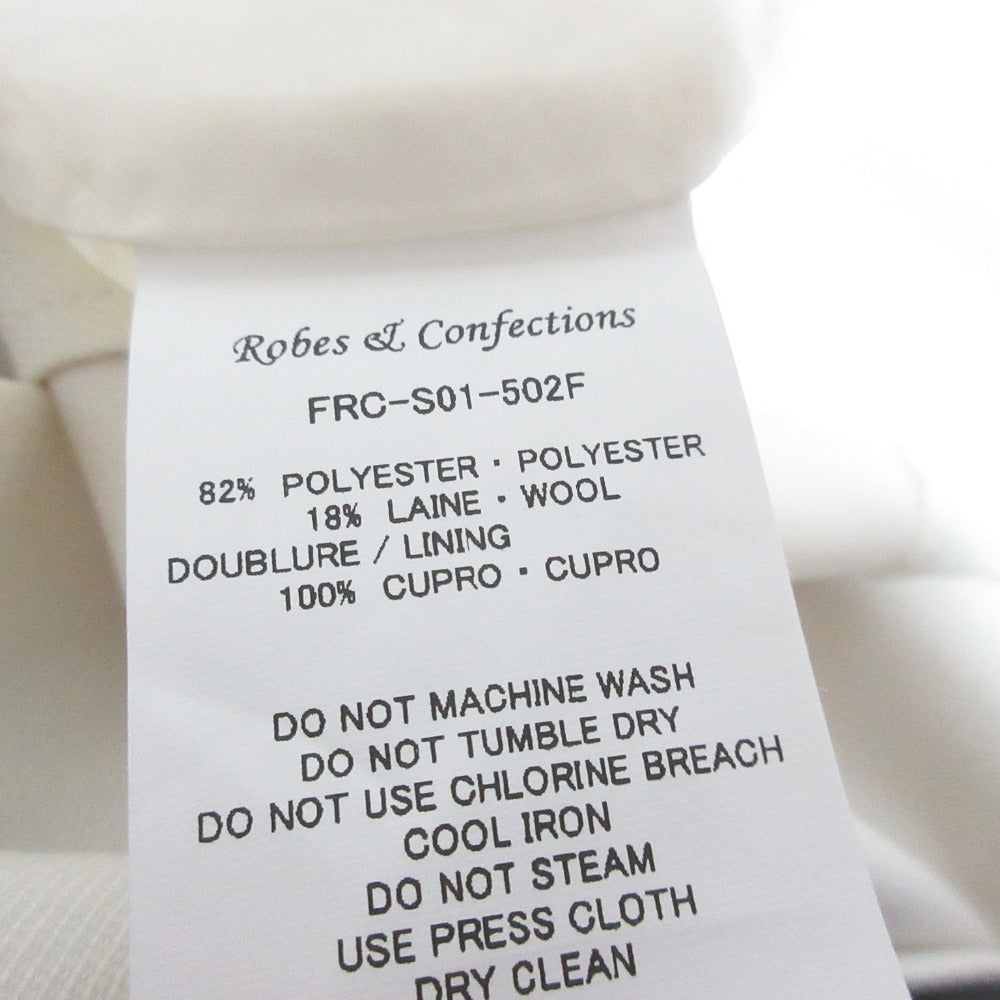 Robes & Confections
FRC-S01-502F
82% POLYESTER · POLYESTER
18% LAINE · WOOL
DOUBLURE / LINING
100% CUPRO · CUPRO
DO NOT MACHINE WASH
DO NOT TUMBLE DRY
DO NOT USE CHLORINE BREACH
COOL IRON
DO NOT STEAM
USE PRESS CLOTH
DRY CLEAN